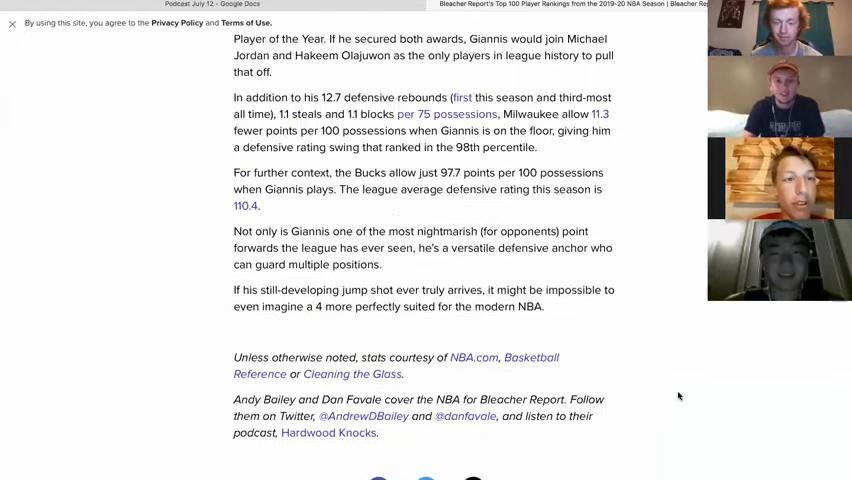 Podcast July 12 - Google Docs
Bleacher Report's Top 100 Player Rankings from the 2019-20 NBA Season | Bleacher Rep
By using this site, you agree to the Privacy Policy and Terms of Use.
Player of the Year. If he secured both awards, Giannis would join Michael
Jordan and Hakeem Olajuwon as the only players in league history to pull
that off.
In addition to his 12.7 defensive rebounds (first this season and third-most
all time), 1.1 steals and 1.1 blocks per 75 possessions, Milwaukee allow 11.3
fewer points per 100 possessions when Giannis is on the floor, giving him
a defensive rating swing that ranked in the 98th percentile.
For further context, the Bucks allow just 97.7 points per 100 possessions
when Giannis plays. The league average defensive rating this season is
110.4.
Not only is Giannis one of the most nightmarish (for opponents) point
forwards the league has ever seen, he's a versatile defensive anchor who
can guard multiple positions.
If his still-developing jump shot ever truly arrives, it might be impossible to
even imagine a 4 more perfectly suited for the modern NBA.
Unless otherwise noted, stats courtesy of NBA.com, Basketball
Reference or Cleaning the Glass.
Andy Bailey and Dan Favale cover the NBA for Bleacher Report. Follow
them on Twitter, @AndrewDBailey and @danfavale, and listen to their
podcast, Hardwood Knocks.